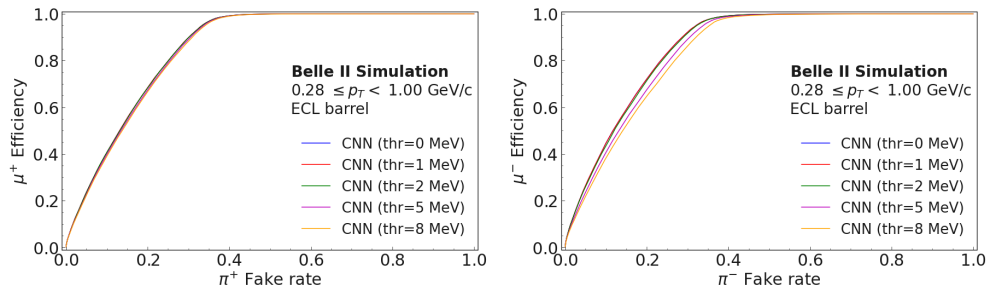 1.0
0.8
0.6
0.4
0.2
0.0
μ⁺ Efficiency
Belle II Simulation
0.28 ≤p_T< 1.00 GeV/c
ECL barrel
CNN (thr=0 MeV)
CNN (thr=1 MeV)
CNN (thr=2 MeV)
CNN (thr=5 MeV)
CNN (thr=8 MeV)
0.0 0.2 0.4 0.6 0.8 1.0
π⁺ Fake rate
1.0
0.8
0.6
0.4
0.2
0.0
μ⁻ Efficiency
Belle II Simulation
0.28 ≤p_T< 1.00 GeV/c
ECL barrel
CNN (thr=0 MeV)
CNN (thr=1 MeV)
CNN (thr=2 MeV)
CNN (thr=5 MeV)
CNN (thr=8 MeV)
0.0 0.2 0.4 0.6 0.8 1.0
π⁻ Fake rate